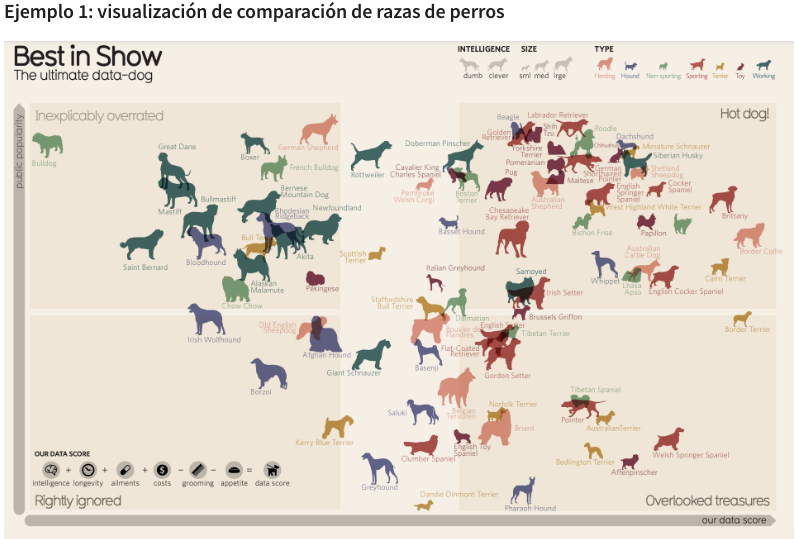 Ejemplo 1: visualización de comparación de razas de perros
Best in Show
The ultimate data-dog
INTELLIGENCE
dumb clever
SIZE
sml med lrge
TYPE
Herding Hound Non-sporting Sporting Terrier Toy Working
public popularity
Inexplicably overrated
Hot dog!
Bulldog
Great Dane
Boxer
German Shepherd
French Bulldog
Mastiff
Bullmastiff
Bernese
Mountain Dog
Rhodesian
Ridgeback
Newfoundland
Saint Bernard
Bloodhound
Bull Terrier
Akita
Alaskan
Malamute
Chow Chow
Pekingese
Rottweiler
Doberman Pinscher
Cavalier King
Charles Spaniel
Pembroke
Welsh Corgi
Boston
Terrier
Basset Hound
Scottish
Terrier
Beagle
Golden
Retriever
Labrador Retriever
Shih
Tzu
Yorkshire
Terrier
Poodle
Chihuahua
Dachshund
Miniature Schnauzer
Siberian Husky
Pomeranian
Pug
Maltese
German
Shorthaired
Pointer
Shetland
Sheepdog
Australian
Shepherd
English
Springer
Spaniel
Cocker
Spaniel
West Highland White Terrier
Brittany
Chesapeake
Bay Retriever
Bichon Frise
Papillon
Border Collie
Whippet
Australian
Cattle Dog
Lhasa
Apso
English Cocker Spaniel
Cairn Terrier
Italian Greyhound
Samoyed
Irish Setter
Staffordshire
Bull Terrier
Dalmatian
Brussels Griffon
Border Terrier
Irish Wolfhound
Old English
Sheepdog
Afghan Hound
Bouvier des
Flandres
English Setter
Tibetan Terrier
Giant Schnauzer
Basenji
Flat-Coated
Retriever
Gordon Setter
Borzoi
Belgian
Tervuren
Tibetan Spaniel
Saluki
Norfolk Terrier
Briard
Pointer
Australian Terrier
Kerry Blue Terrier
Clumber Spaniel
English Toy
Spaniel
Bedlington Terrier
Welsh Springer Spaniel
Affenpinscher
Greyhound
Dandie Dinmont Terrier
Pharaoh Hound
OUR DATA SCORE
intelligence + longevity + ailments + costs − grooming − appetite = data score
Rightly ignored
Overlooked treasures
our data score